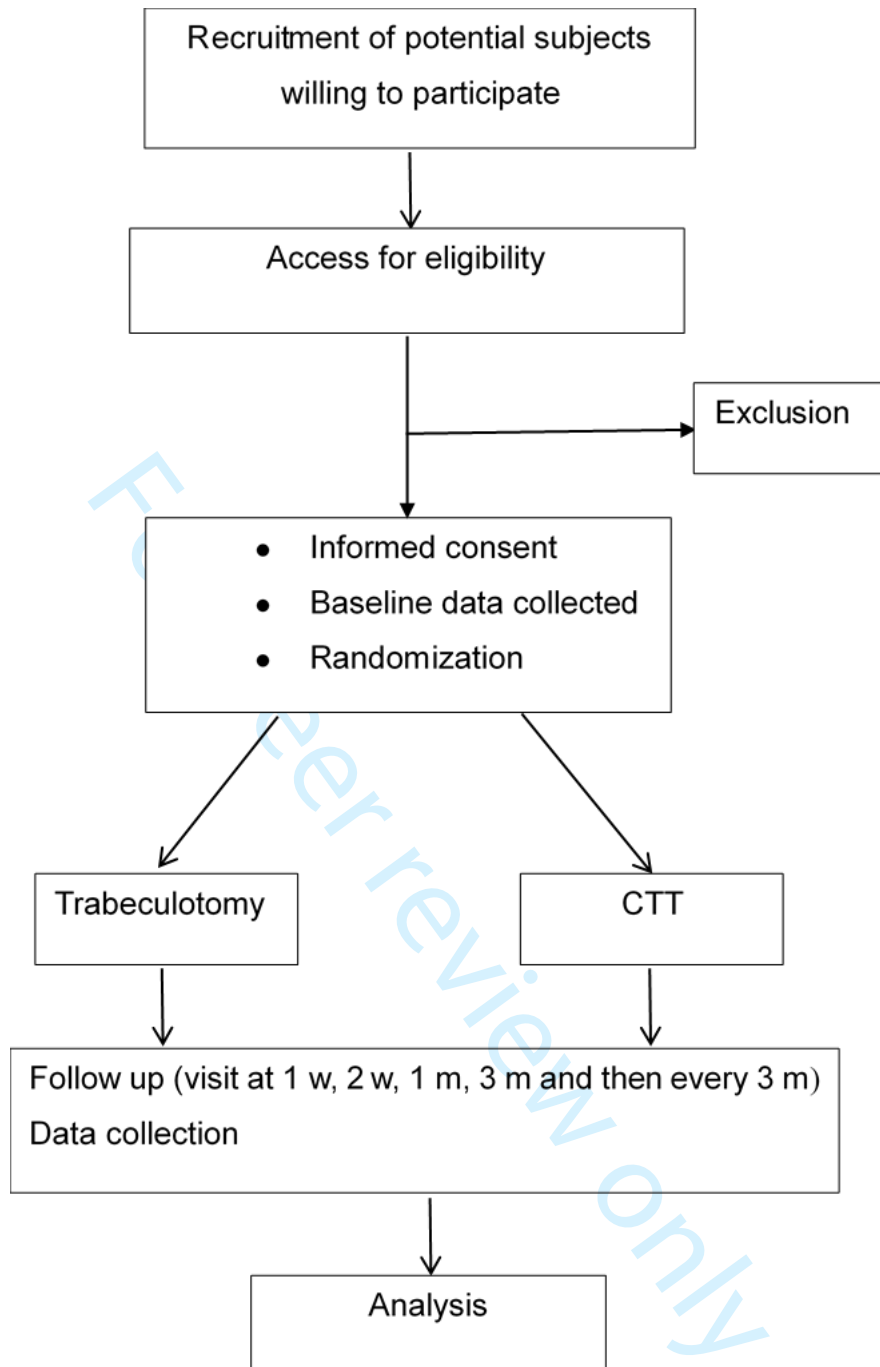 Recruitment of potential subjects
willing to participate
Access for eligibility
Exclusion
● Informed consent
● Baseline data collected
● Randomization
Trabeculotomy
CTT
Follow up (visit at 1 w, 2 w, 1 m, 3 m and then every 3 m)
Data collection
Analysis
For peer review only